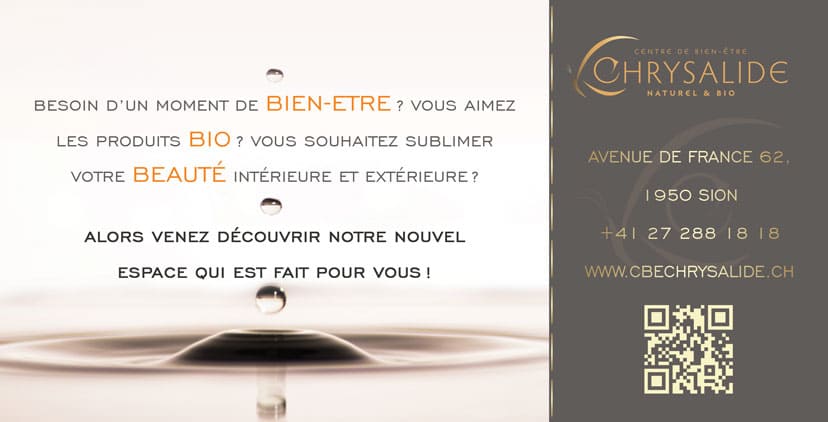 BESOIN D'UN MOMENT DE BIEN-ETRE ? VOUS AIMEZ
LES PRODUITS BIO ? VOUS SOUHAITEZ SUBLIMER
VOTRE BEAUTÉ INTÉRIEURE ET EXTÉRIEURE ?
ALORS VENEZ DÉCOUVRIR NOTRE NOUVEL
ESPACE QUI EST FAIT POUR VOUS !
CENTRE DE BIEN-ÊTRE
CHRYSALIDE
NATUREL & BIO
AVENUE DE FRANCE 62,
1950 SION
+41 27 288 18 18
WWW.CBECHRYSALIDE.CH